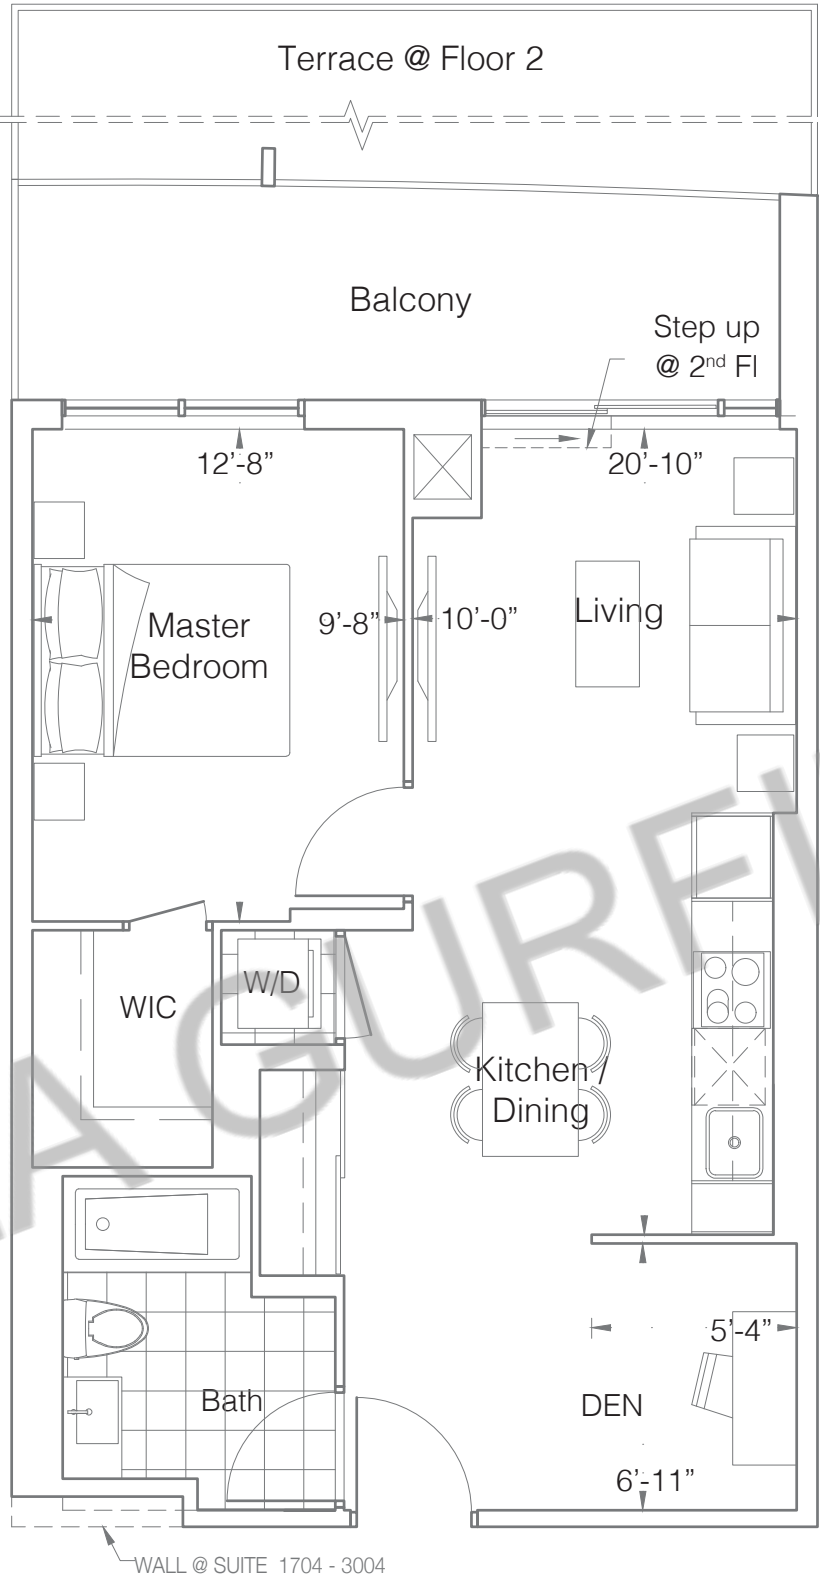 Terrace @ Floor 2
Balcony
Step up
@ 2nd Fl
12’-8”
20’-10”
Master
Bedroom
9’-8”
10’-0”
Living
WIC
W/D
Kitchen /
Dining
5’-4”
Bath
DEN
6’-11”
WALL @ SUITE 1704 - 3004